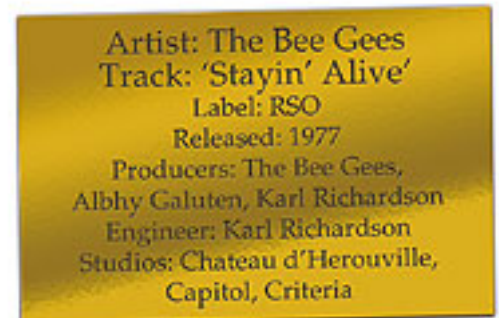 Artist: The Bee Gees
Track: ‘Stayin’ Alive’
Label: RSO
Released: 1977
Producers: The Bee Gees,
Albhy Galuten, Karl Richardson
Engineer: Karl Richardson
Studios: Chateau d’Herouville,
Capitol, Criteria